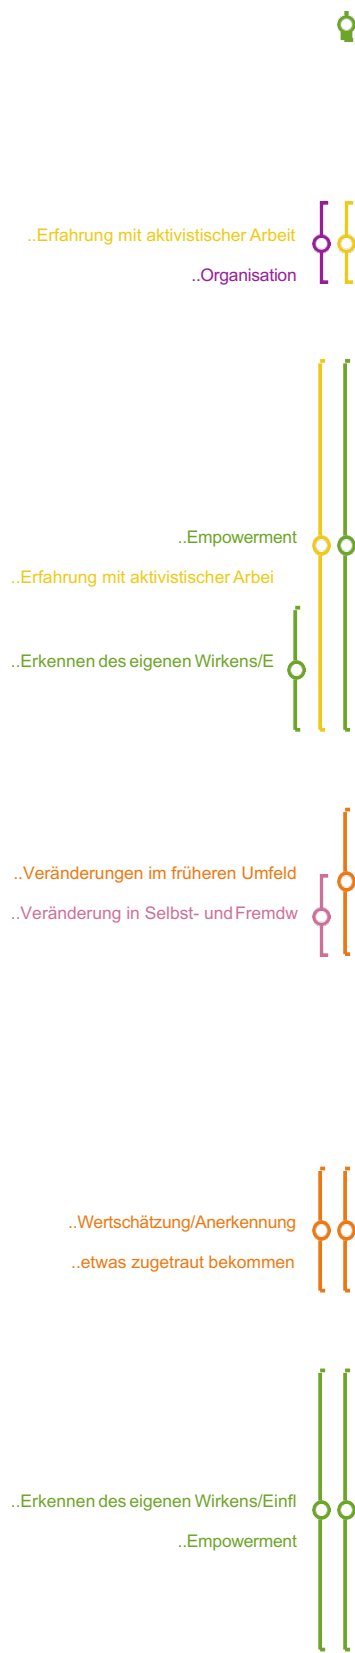 ..Erfahrung mit aktivistischer Arbeit
..Organisation
..Empowerment
..Erfahrung mit aktivistischer Arbei
..Erkennen des eigenen Wirkens/E
..Veränderungen im früheren Umfeld
..Veränderung in Selbst- und Fremdw
..Wertschätzung/Anerkennung
..etwas zugetraut bekommen
..Erkennen des eigenen Wirkens/Einfl
..Empowerment